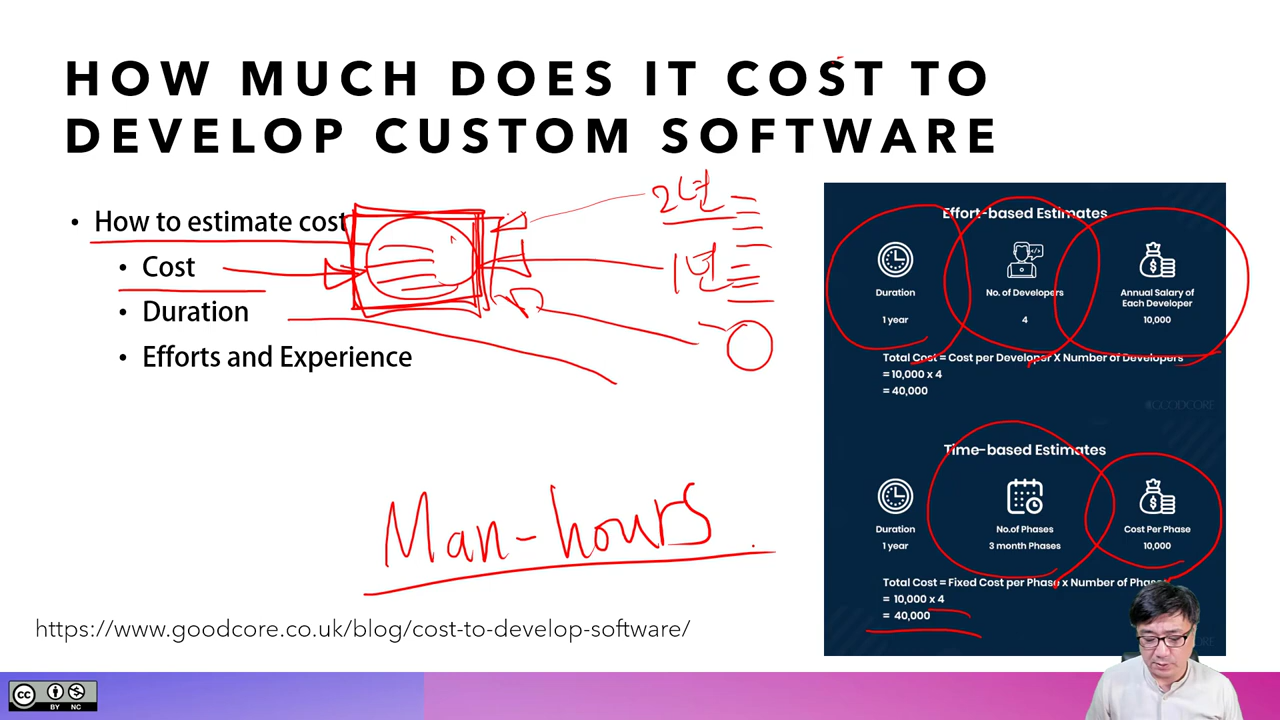 HOW MUCH DOES IT COST TO
DEVELOP CUSTOM SOFTWARE
• How to estimate cost
• Cost
• Duration
• Efforts and Experience
2년
1년
Man-hours
https://www.goodcore.co.uk/blog/cost-to-develop-software/
Effort-based Estimates
Duration
1 year
No. of Developers
4
Annual Salary of
Each Developer
10,000
Total Cost = Cost per Developer X Number of Developers
= 10,000 x 4
= 40,000
GOODCORE
Time-based Estimates
Duration
1 year
No.of Phases
3 month Phases
Cost Per Phase
10,000
Total Cost = Fixed Cost per Phase x Number of
= 10,000 x 4
= 40,000
cc
BY NC